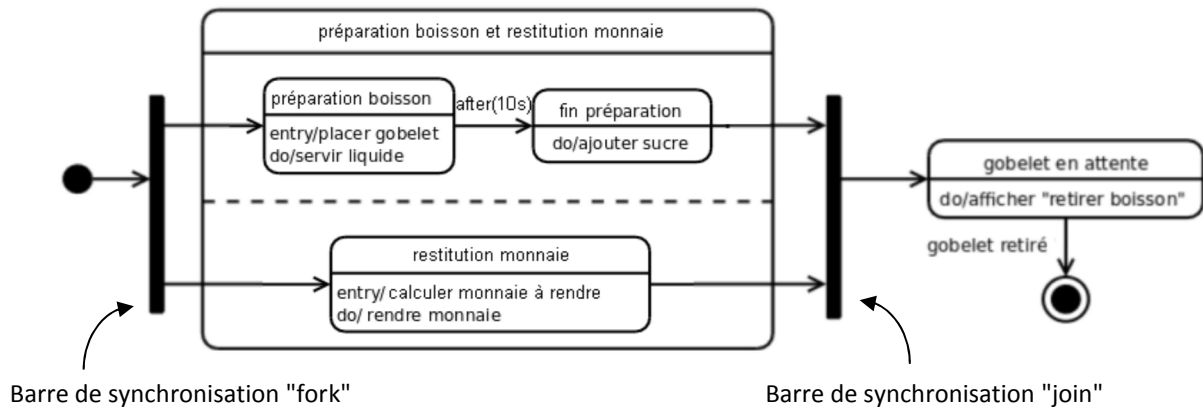 préparation boisson et restitution monnaie
préparation boisson
entry/placer gobelet
do/servir liquide
after(10s)
fin préparation
do/ajouter sucre
gobelet en attente
do/afficher "retirer boisson"
gobelet retiré
restitution monnaie
entry/ calculer monnaie à rendre
do/ rendre monnaie
Barre de synchronisation "fork"
Barre de synchronisation "join"